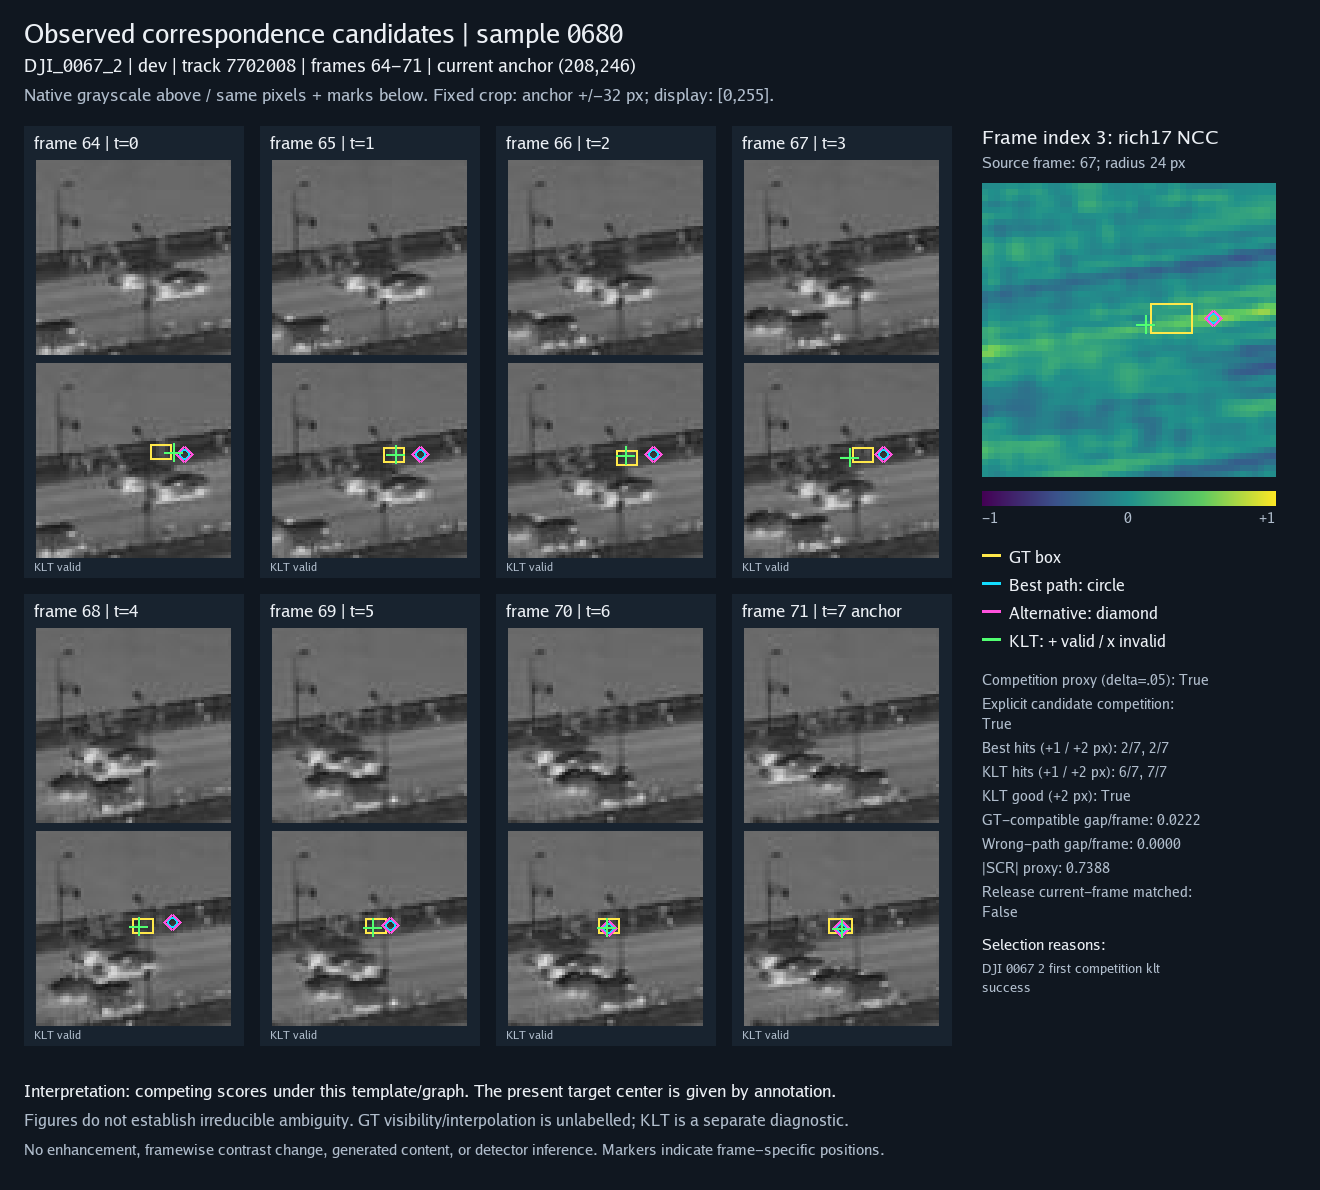 Observed correspondence candidates | sample 0680
DJI_0067_2 | dev | track 7702008 | frames 64–71 | current anchor (208,246)
Native grayscale above / same pixels + marks below. Fixed crop: anchor +/–32 px; display: [0,255].
frame 64 | t=0
frame 65 | t=1
frame 66 | t=2
frame 67 | t=3
KLT valid
KLT valid
KLT valid
KLT valid
frame 68 | t=4
frame 69 | t=5
frame 70 | t=6
frame 71 | t=7 anchor
KLT valid
KLT valid
KLT valid
KLT valid
Frame index 3: rich17 NCC
Source frame: 67; radius 24 px
–1 0 +1
GT box
Best path: circle
Alternative: diamond
KLT: + valid / x invalid
Competition proxy (delta=.05): True
Explicit candidate competition:
True
Best hits (+1 / +2 px): 2/7, 2/7
KLT hits (+1 / +2 px): 6/7, 7/7
KLT good (+2 px): True
GT–compatible gap/frame: 0.0222
Wrong–path gap/frame: 0.0000
|SCR| proxy: 0.7388
Release current–frame matched:
False
Selection reasons:
DJI 0067 2 first competition klt
success
Interpretation: competing scores under this template/graph. The present target center is given by annotation.
Figures do not establish irreducible ambiguity. GT visibility/interpolation is unlabelled; KLT is a separate diagnostic.
No enhancement, framewise contrast change, generated content, or detector inference. Markers indicate frame–specific positions.